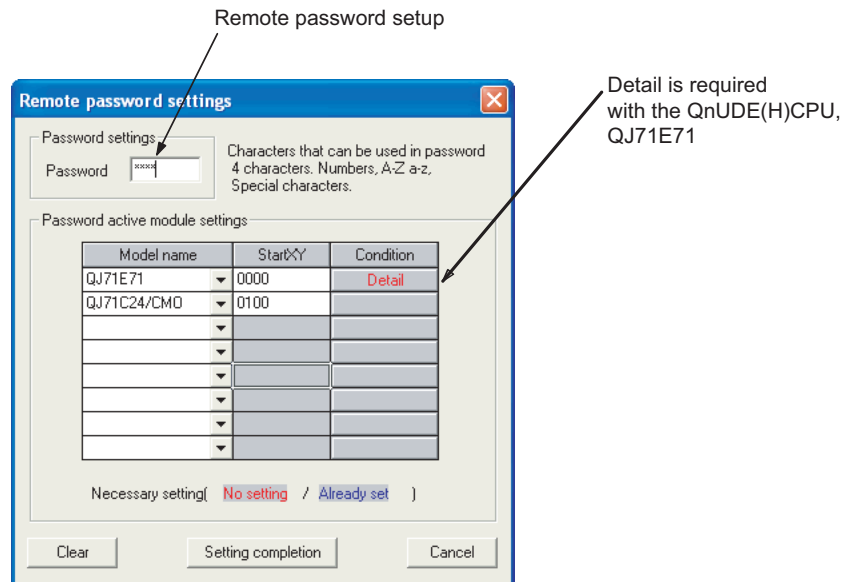 Remote password setup
Detail is required
with the QnUDE(H)CPU,
QJ71E71
Remote password settings
Password settings
Password ****
Characters that can be used in password
4 characters. Numbers, A-Z a-z,
Special characters.
Password active module settings
Model name StartXY Condition
QJ71E71 0000 Detail
QJ71C24/CMO 0100
Necessary setting( No setting / Already set )
Clear Setting completion Cancel